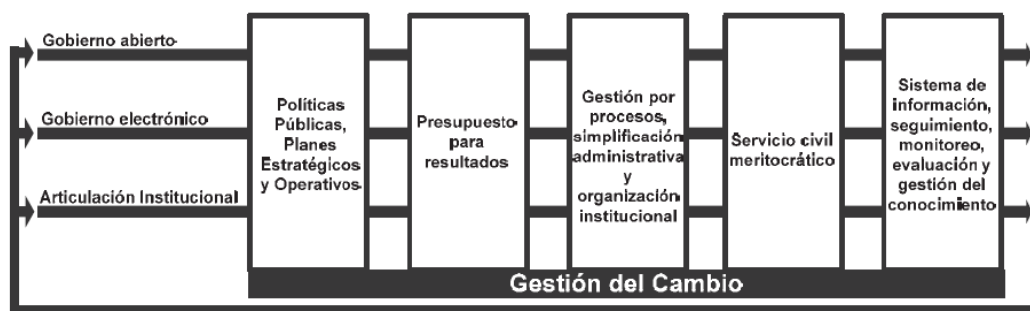 Gobierno abierto
Gobierno electrónico
Articulación Institucional
Políticas
Públicas,
Planes
Estratégicos
y Operativos
Presupuesto
para
resultados
Gestión por
procesos,
simplificación
administrativa
y
organización
institucional
Servicio civil
meritocrático
Sistema de
información,
seguimiento,
monitoreo,
evaluación y
gestión del
conocimiento
Gestión del Cambio